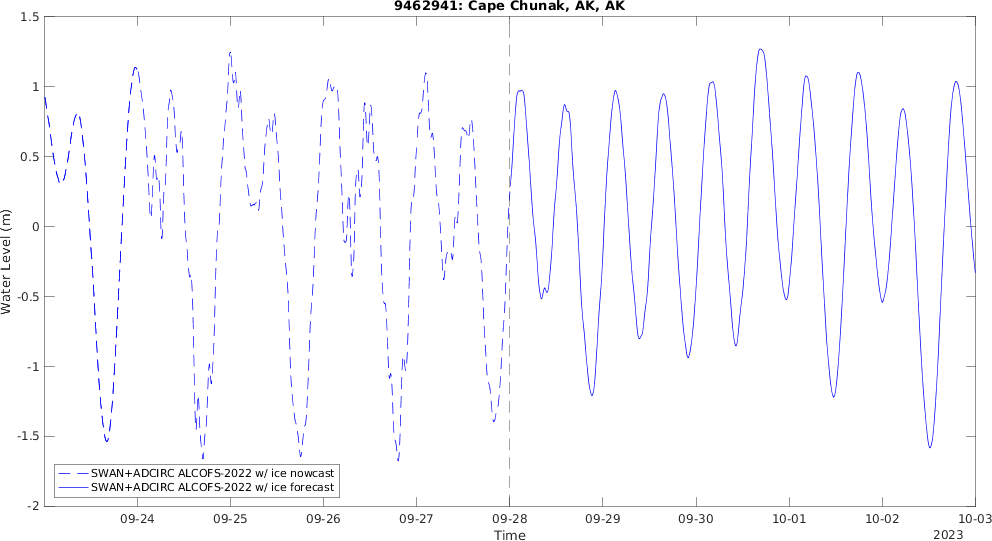 9462941: Cape Chunak, AK, AK
1.5
1
0.5
0
-0.5
-1
-1.5
-2
Water Level (m)
SWAN+ADCIRC ALCOFS-2022 w/ ice nowcast
SWAN+ADCIRC ALCOFS-2022 w/ ice forecast
09-24 09-25 09-26 09-27 09-28 09-29 09-30 10-01 10-02 10-03
Time
2023